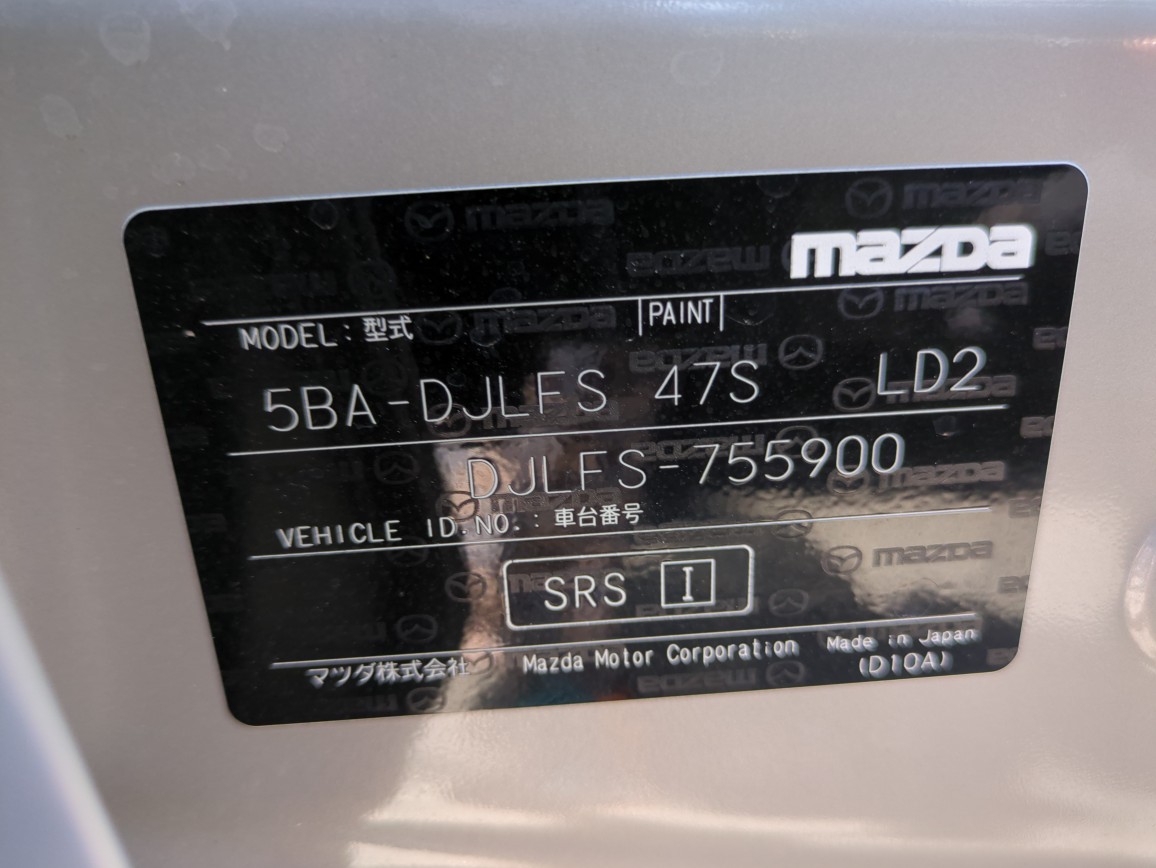 mazda
MODEL：型式 PAINT
5BA-DJLFS 47S LD2
DJLFS-755900
VEHICLE ID.NO.：車台番号
SRS I
マツダ株式会社 Mazda Motor Corporation Made in Japan
(D10A)